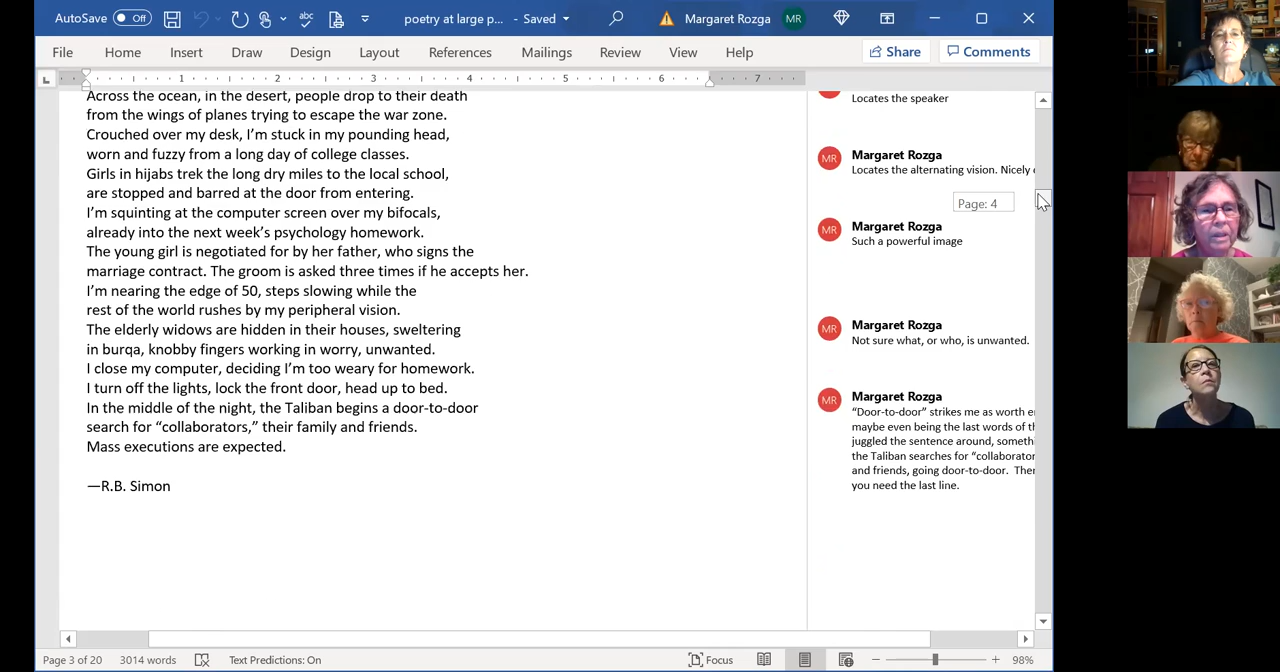 AutoSave Off poetry at large p... - Saved Margaret Rozga MR
File Home Insert Draw Design Layout References Mailings Review View Help Share Comments
1 2 3 4 5 6 7
Across the ocean, in the desert, people drop to their death
from the wings of planes trying to escape the war zone.
Crouched over my desk, I'm stuck in my pounding head,
worn and fuzzy from a long day of college classes.
Girls in hijabs trek the long dry miles to the local school,
are stopped and barred at the door from entering.
I'm squinting at the computer screen over my bifocals,
already into the next week's psychology homework.
The young girl is negotiated for by her father, who signs the
marriage contract. The groom is asked three times if he accepts her.
I'm nearing the edge of 50, steps slowing while the
rest of the world rushes by my peripheral vision.
The elderly widows are hidden in their houses, sweltering
in burqa, knobby fingers working in worry, unwanted.
I close my computer, deciding I'm too weary for homework.
I turn off the lights, lock the front door, head up to bed.
In the middle of the night, the Taliban begins a door-to-door
search for “collaborators,” their family and friends.
Mass executions are expected.
—R.B. Simon
Locates the speaker
MR Margaret Rozga
Locates the alternating vision. Nicely
Page: 4
MR Margaret Rozga
Such a powerful image
MR Margaret Rozga
Not sure what, or who, is unwanted.
MR Margaret Rozga
“Door-to-door” strikes me as worth
maybe even being the last words of
juggled the sentence around,
the Taliban searches for
and friends, going door-to-door.
you need the last line.
Page 3 of 20 3014 words Text Predictions: On Focus 98%